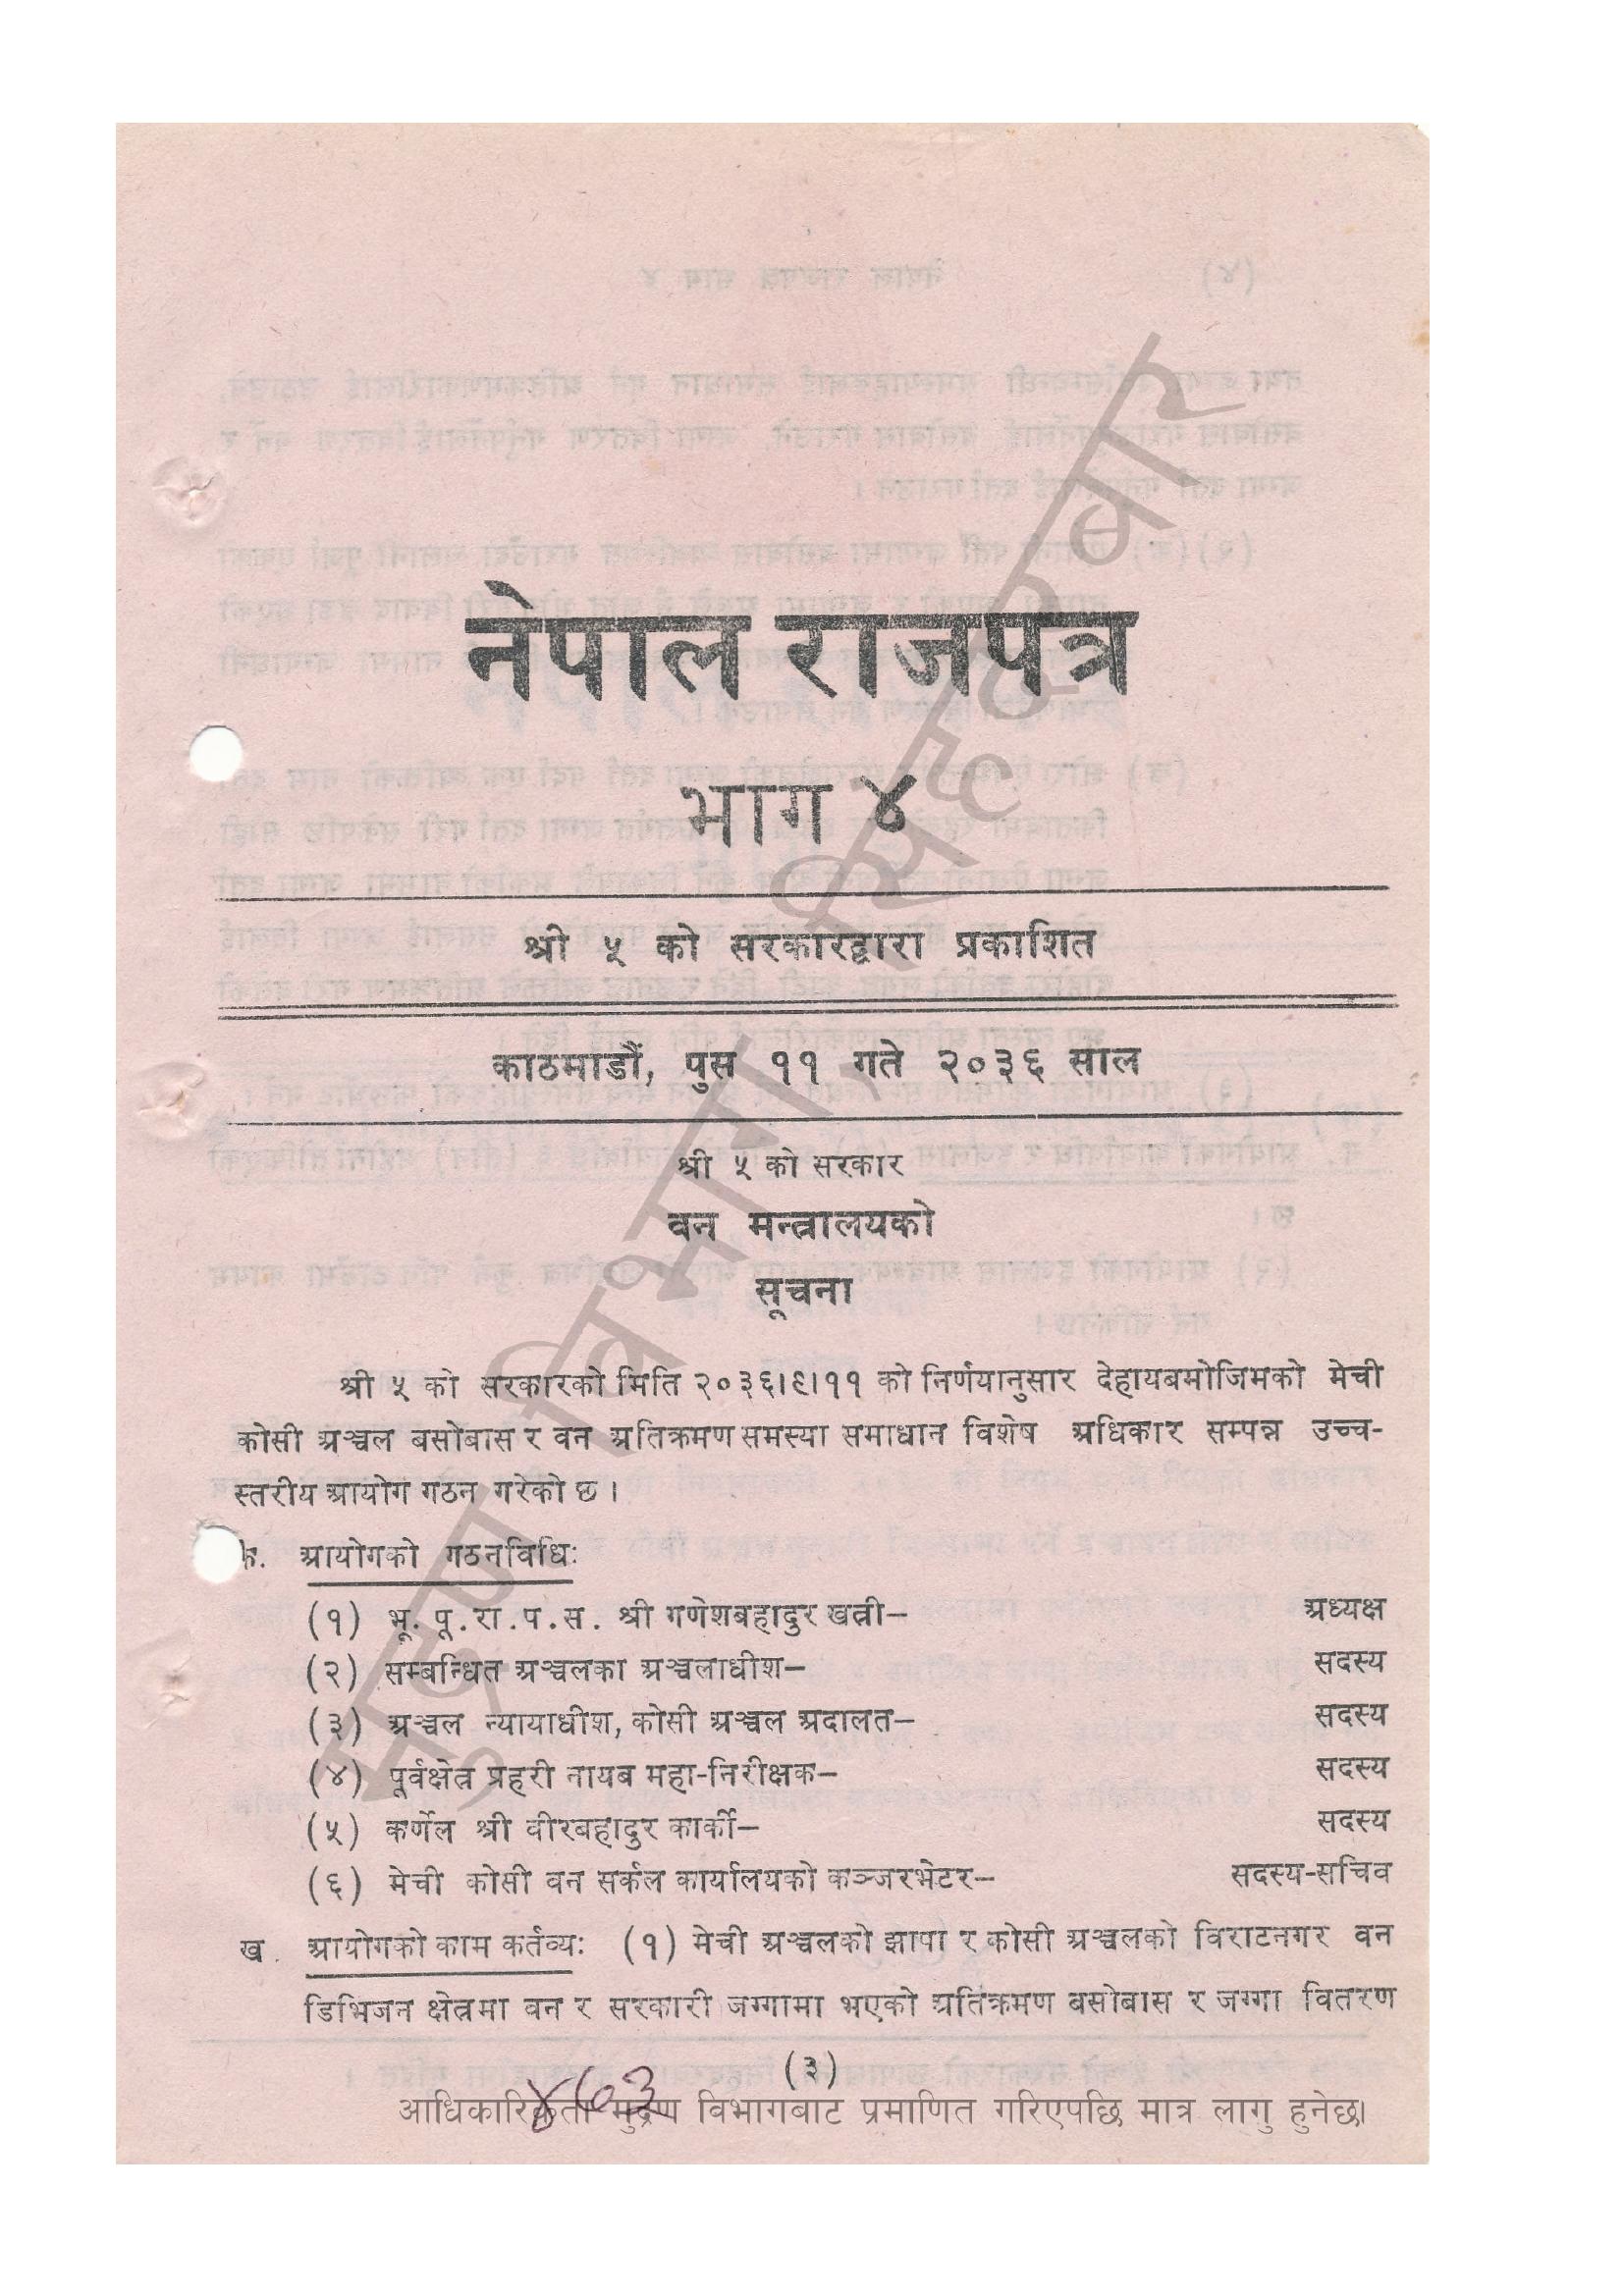 नेपाल राजपत्र
भाग ४
श्री ५ को सरकारद्वारा प्रकाशित
काठमाडौं, पुस ११ गते २०३६ साल
श्री ५ को सरकार
वन मन्त्रालयको
सूचना
श्री ५ को सरकारको मिति २०३६।९।११ को निर्णयानुसार देहायबमोजिमको मेची
कोसी अञ्चल बसोबास र वन अतिक्रमण समस्या समाधान विशेष अधिकार सम्पन्न उच्च-
स्तरीय आयोग गठन गरेको छ ।
क. आयोगको गठनविधिः
(१) भू. पू. रा. प. स. श्री गणेशबहादुर खत्री– अध्यक्ष
(२) सम्बन्धित अञ्चलका अञ्चलाधीश– सदस्य
(३) अञ्चल न्यायाधीश, कोसी अञ्चल अदालत– सदस्य
(४) पूर्वक्षेत्र प्रहरी नायब महा-निरीक्षक– सदस्य
(५) कर्णेल श्री वीरबहादुर कार्की– सदस्य
(६) मेची कोसी वन सर्कल कार्यालयको कञ्जरभेटर– सदस्य-सचिव
ख. आयोगको काम कर्तव्यः (१) मेची अञ्चलको झापा र कोसी अञ्चलको विराटनगर वन
डिभिजन क्षेत्रमा वन र सरकारी जग्गामा भएको अतिक्रमण बसोबास र जग्गा वितरण
(३)
आधिकारिकता मुद्रण विभागबाट प्रमाणित गरिएपछि मात्र लागु हुनेछ।
मुद्रण विभाग, सिंहदरबार